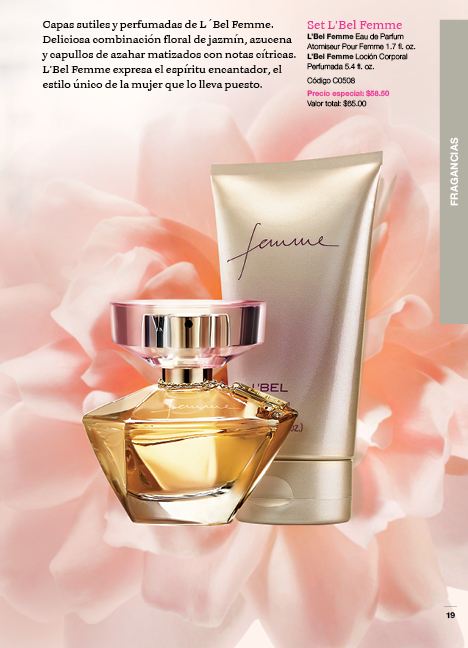 Capas sutiles y perfumadas de L´Bel Femme.
Deliciosa combinación floral de jazmín, azucena
y capullos de azahar matizados con notas cítricas.
L'Bel Femme expresa el espíritu encantador, el
estilo único de la mujer que lo lleva puesto.
Set L'Bel Femme
L'Bel Femme Eau de Parfum
Atomiseur Pour Femme 1.7 fl. oz.
L'Bel Femme Loción Corporal
Perfumada 5.4 fl. oz.
Código C0508
Precio especial: $58.50
Valor total: $65.00
FRAGANCIAS
femme
L'BEL
oz.)
femme
19